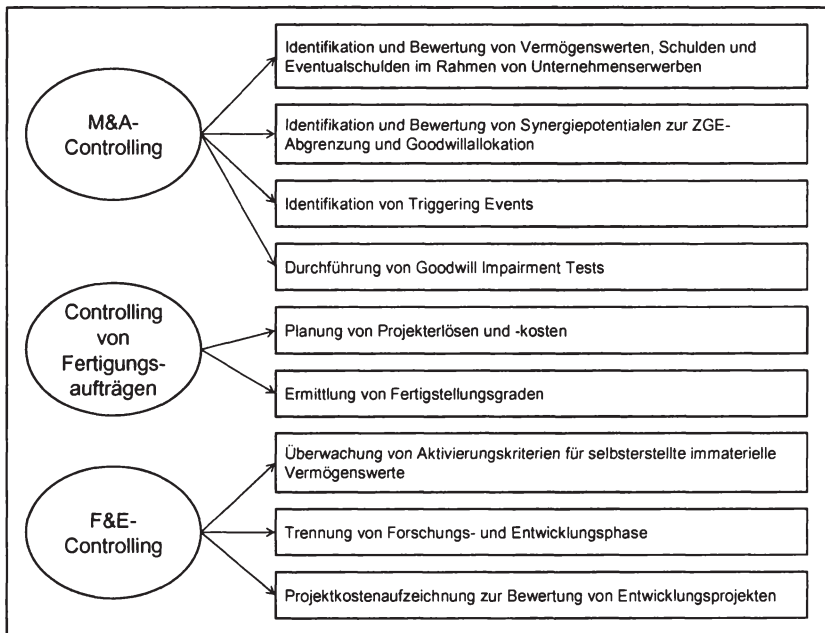 M&A-
Controlling
Identifikation und Bewertung von Vermögenswerten, Schulden und
Eventualschulden im Rahmen von Unternehmenserwerben
Identifikation und Bewertung von Synergiepotentialen zur ZGE-
Abgrenzung und Goodwillallokation
Identifikation von Triggering Events
Durchführung von Goodwill Impairment Tests
Controlling
von
Fertigungs-
aufträgen
Planung von Projekterlösen und -kosten
Ermittlung von Fertigstellungsgraden
F&E-
Controlling
Überwachung von Aktivierungskriterien für selbsterstellte immaterielle
Vermögenswerte
Trennung von Forschungs- und Entwicklungsphase
Projektkostenaufzeichnung zur Bewertung von Entwicklungsprojekten